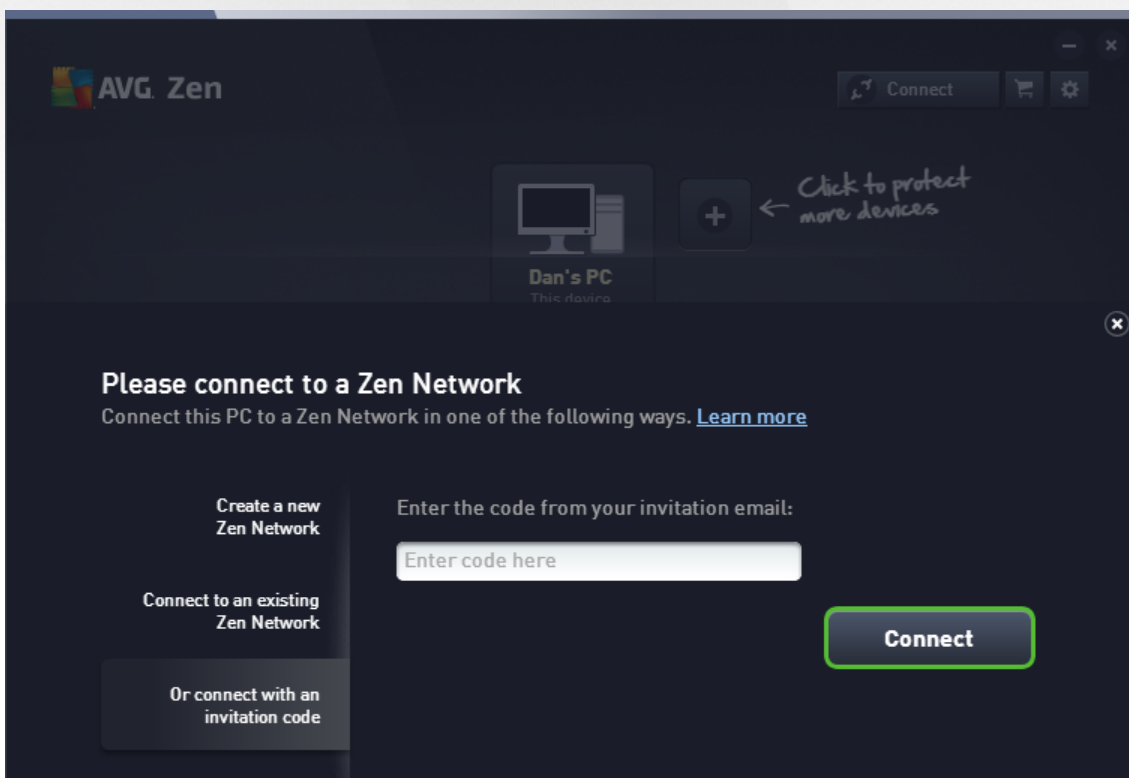 AVG. Zen
Connect
Click to protect
more devices
Dan's PC
This device
Please connect to a Zen Network
Connect this PC to a Zen Network in one of the following ways. Learn more
Create a new
Zen Network
Connect to an existing
Zen Network
Or connect with an
invitation code
Enter the code from your invitation email:
Enter code here
Connect